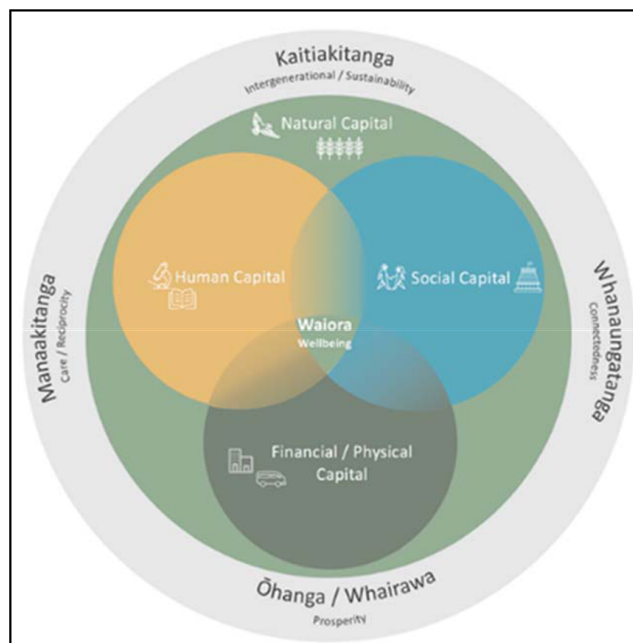 Kaitiakitanga
Intergenerational / Sustainability
Natural Capital
Human Capital
Social Capital
Manaakitanga
Care / Reciprocity
Whanaungatanga
Connectedness
Waiora
Wellbeing
Financial / Physical
Capital
Ōhanga / Whairawa
Prosperity